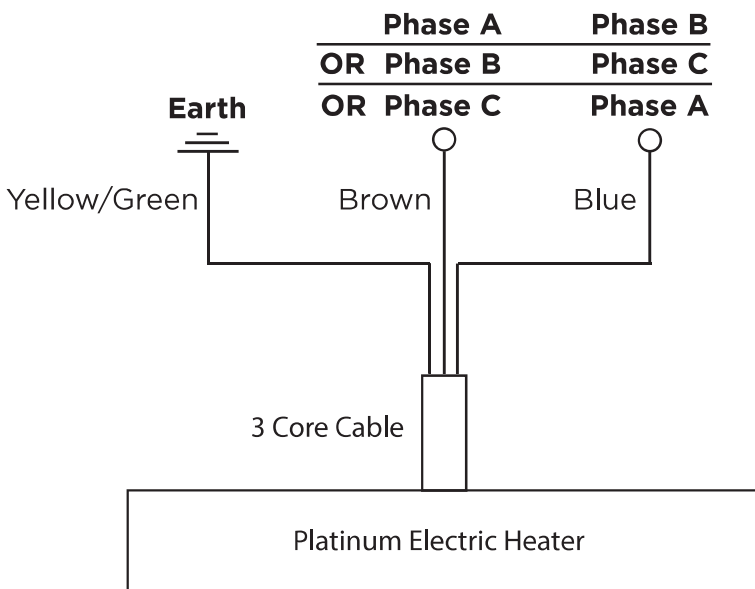 Phase A Phase B
OR Phase B Phase C
OR Phase C Phase A
Earth
Yellow/Green Brown Blue
3 Core Cable
Platinum Electric Heater